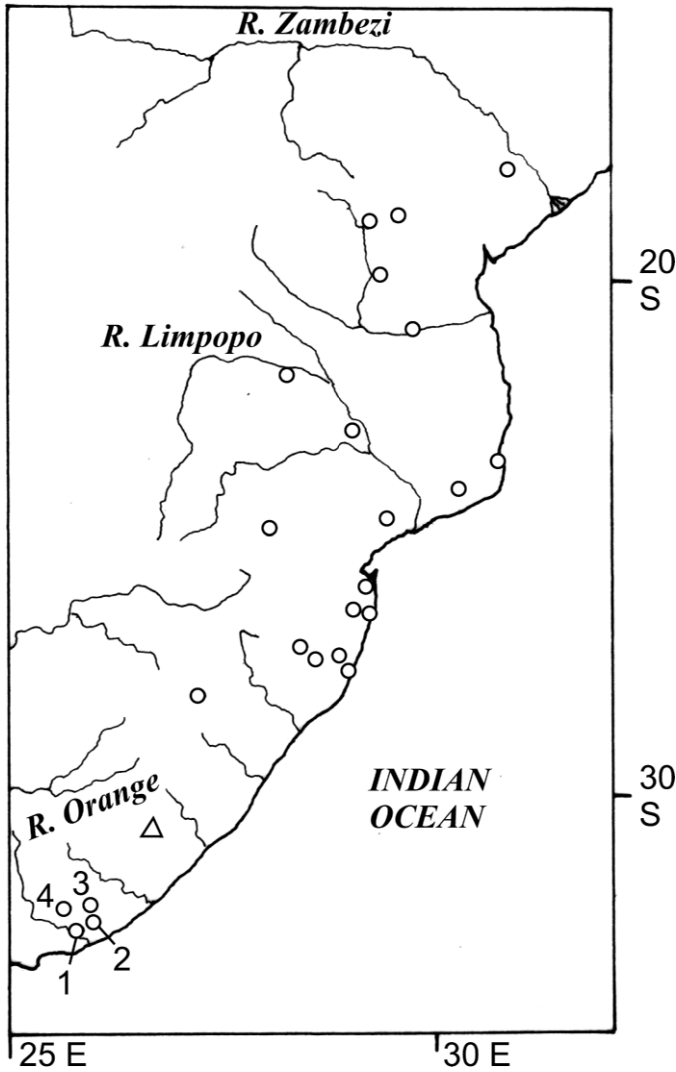 R. Zambezi
20
S
R. Limpopo
INDIAN
OCEAN
30
S
R. Orange
4
3
1
2
25 E
30 E